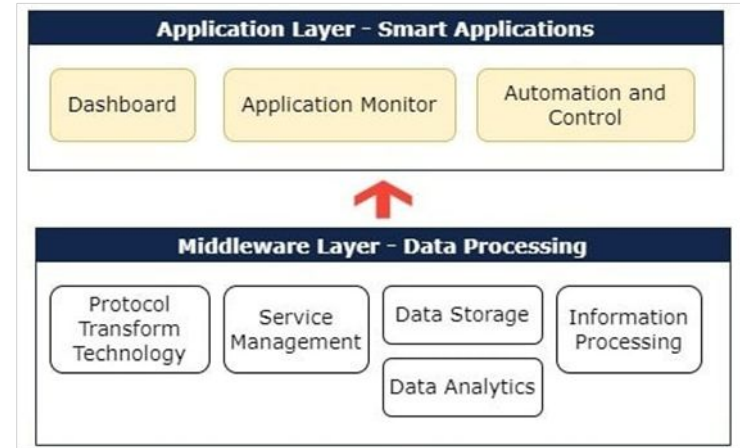 Application Layer - Smart Applications
Dashboard
Application Monitor
Automation and
Control
Middleware Layer - Data Processing
Protocol
Transform
Technology
Service
Management
Data Storage
Data Analytics
Information
Processing